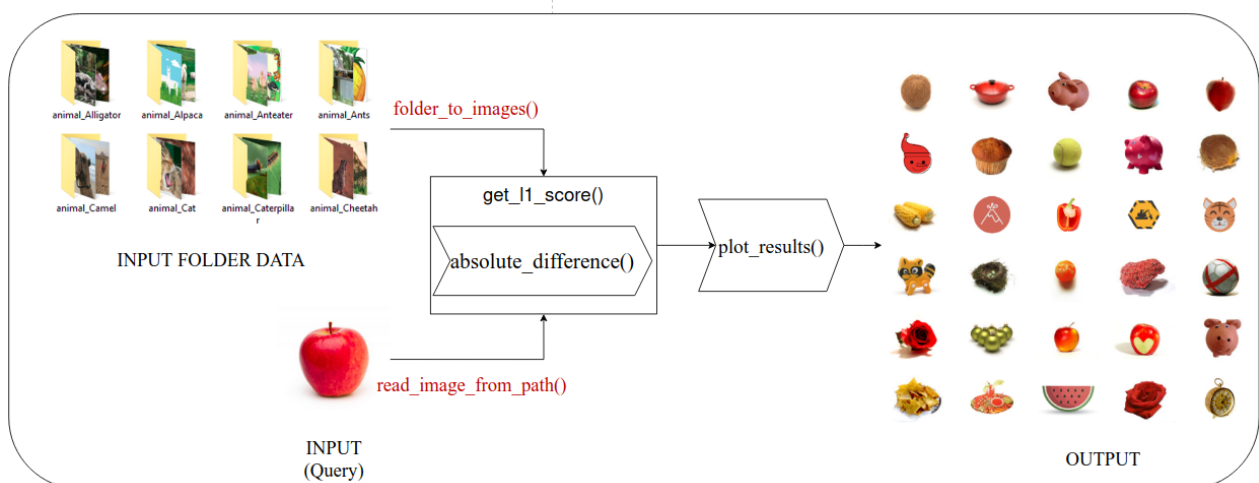 animal_Alligator
animal_Alpaca
animal_Anteater
animal_Ants
animal_Camel
animal_Cat
animal_Caterpillar
r
animal_Cheetah
INPUT FOLDER DATA
folder_to_images()
get_l1_score()
absolute_difference()
plot_results()
read_image_from_path()
INPUT
(Query)
OUTPUT